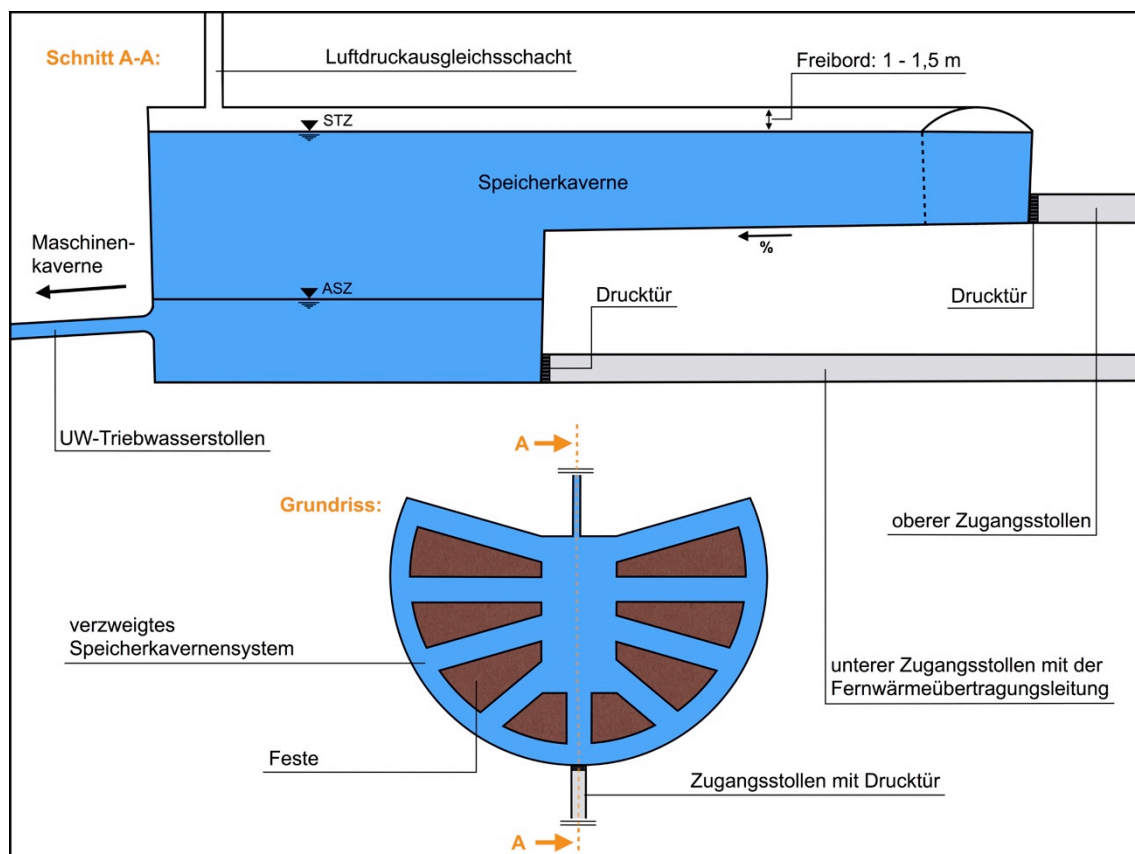 Schnitt A-A:
Luftdruckausgleichsschacht
Freibord: 1 - 1,5 m
STZ
Speicherkaverne
Maschinen-
kaverne
%
ASZ
Drucktür
Drucktür
UW-Triebwasserstollen
A
Grundriss:
oberer Zugangsstollen
verzweigtes
Speicherkavernensystem
unterer Zugangsstollen mit der
Fernwärmeübertragungsleitung
Feste
Zugangsstollen mit Drucktür
A